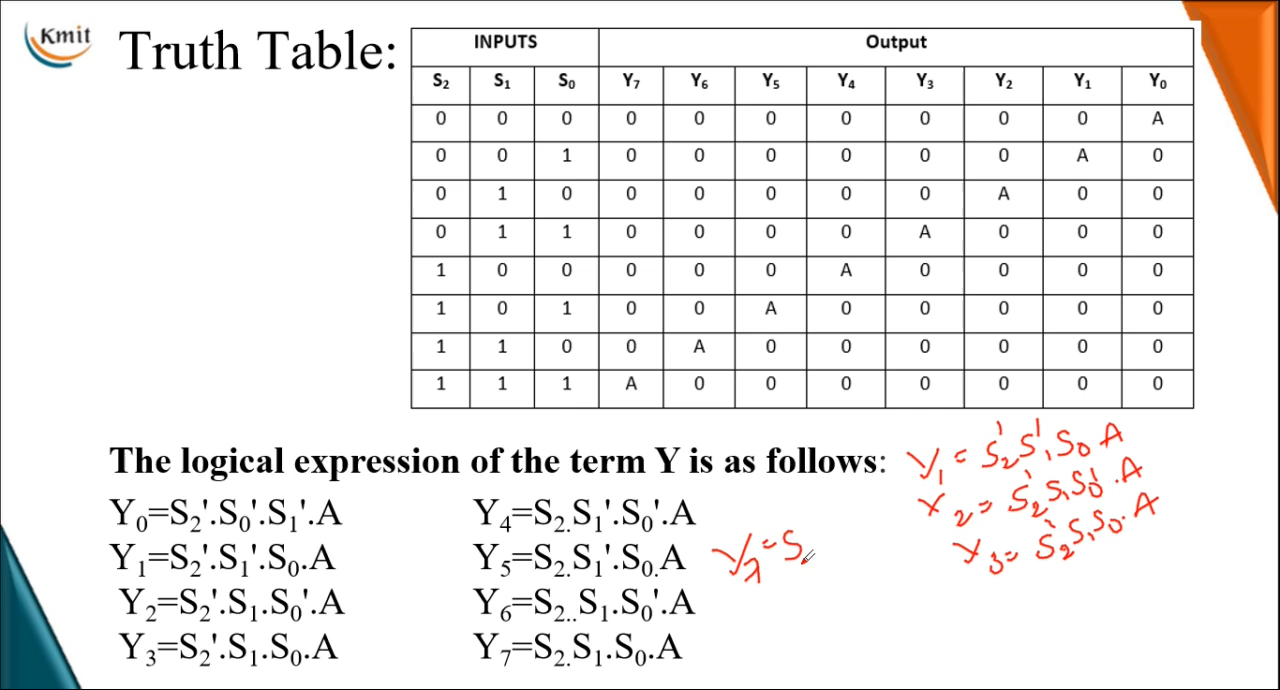 Kmit
Truth Table:
INPUTS Output
S₂ S₁ S₀ Y₇ Y₆ Y₅ Y₄ Y₃ Y₂ Y₁ Y₀
0 0 0 0 0 0 0 0 0 0 A
0 0 1 0 0 0 0 0 0 A 0
0 1 0 0 0 0 0 0 A 0 0
0 1 1 0 0 0 0 A 0 0 0
1 0 0 0 0 0 A 0 0 0 0
1 0 1 0 0 A 0 0 0 0 0
1 1 0 0 A 0 0 0 0 0 0
1 1 1 A 0 0 0 0 0 0 0
The logical expression of the term Y is as follows:
Y₀=S₂'.S₀'.S₁'.A
Y₁=S₂'.S₁'.S₀.A
Y₂=S₂'.S₁.S₀'.A
Y₃=S₂'.S₁.S₀.A
Y₄=S₂.S₁'.S₀'.A
Y₅=S₂.S₁'.S₀.A
Y₆=S₂..S₁.S₀'.A
Y₇=S₂.S₁.S₀.A
Y₁ = S₂'S₁'S₀ A
Y₂ = S₂'S₁S₀'.A
Y₃ = S₂'S₁S₀.A
Y₇ = S